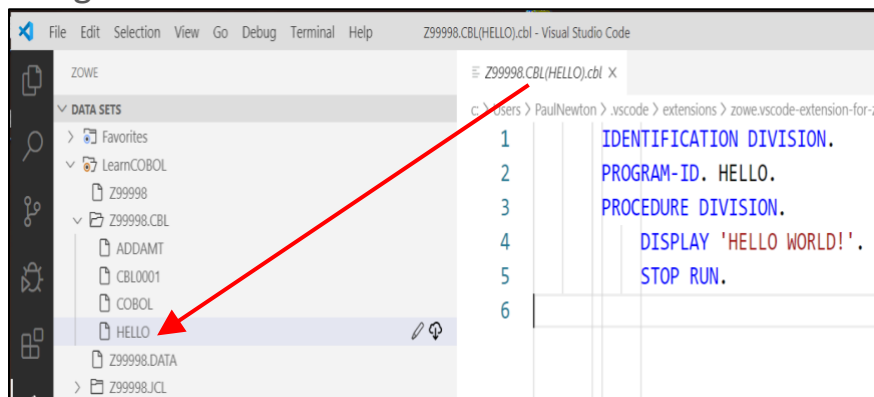 File Edit Selection View Go Debug Terminal Help Z99998.CBL(HELLO).cbl - Visual Studio Code
ZOWE
DATA SETS
Favorites
LearnCOBOL
Z99998
Z99998.CBL
ADDAMT
CBL0001
COBOL
HELLO
Z99998.DATA
Z99998.JCL
Z99998.CBL(HELLO).cbl
c: > Users > PaulNewton > .vscode > extensions > zowe.vscode-extension-for-z
1 IDENTIFICATION DIVISION.
2 PROGRAM-ID. HELLO.
3 PROCEDURE DIVISION.
4 DISPLAY 'HELLO WORLD!'.
5 STOP RUN.
6